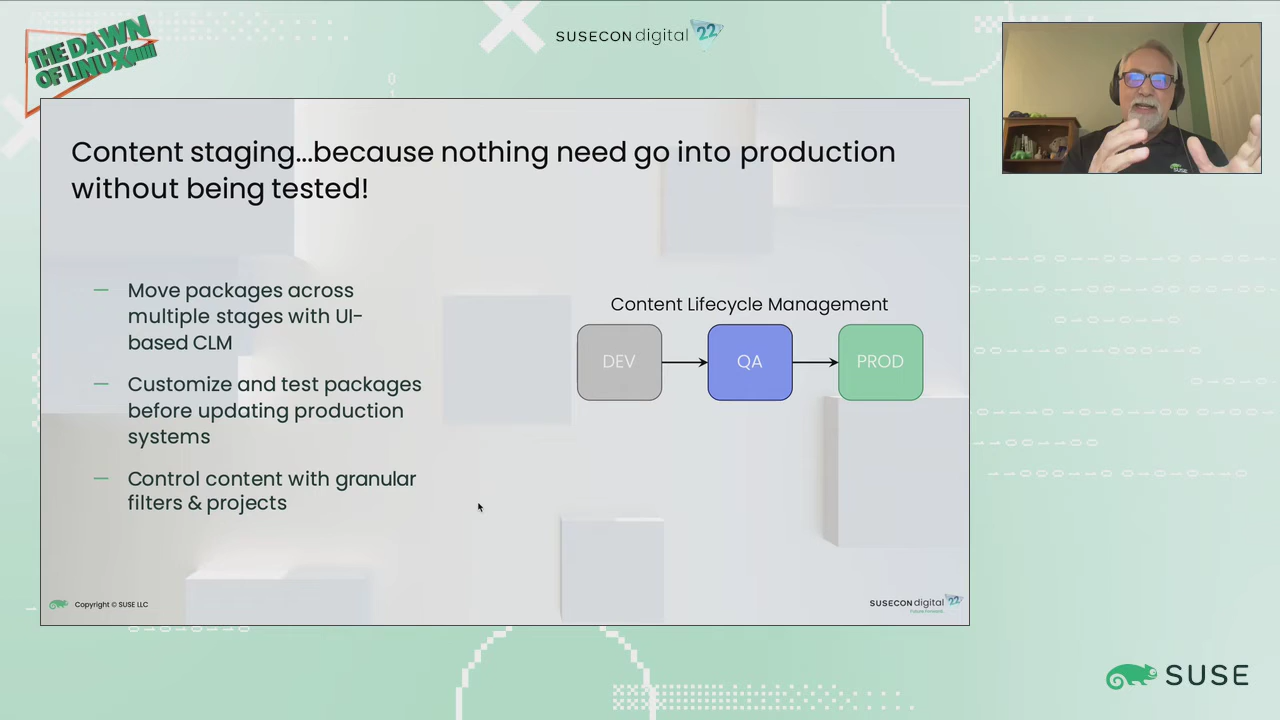 THE DAWN
OF LINUX
SUSECON digital 22
Content staging...because nothing need go into production
without being tested!
Move packages across
multiple stages with UI-
based CLM
Customize and test packages
before updating production
systems
Control content with granular
filters & projects
Content Lifecycle Management
DEV
QA
PROD
Copyright © SUSE LLC
SUSECON digital 22
SUSE
SUSE